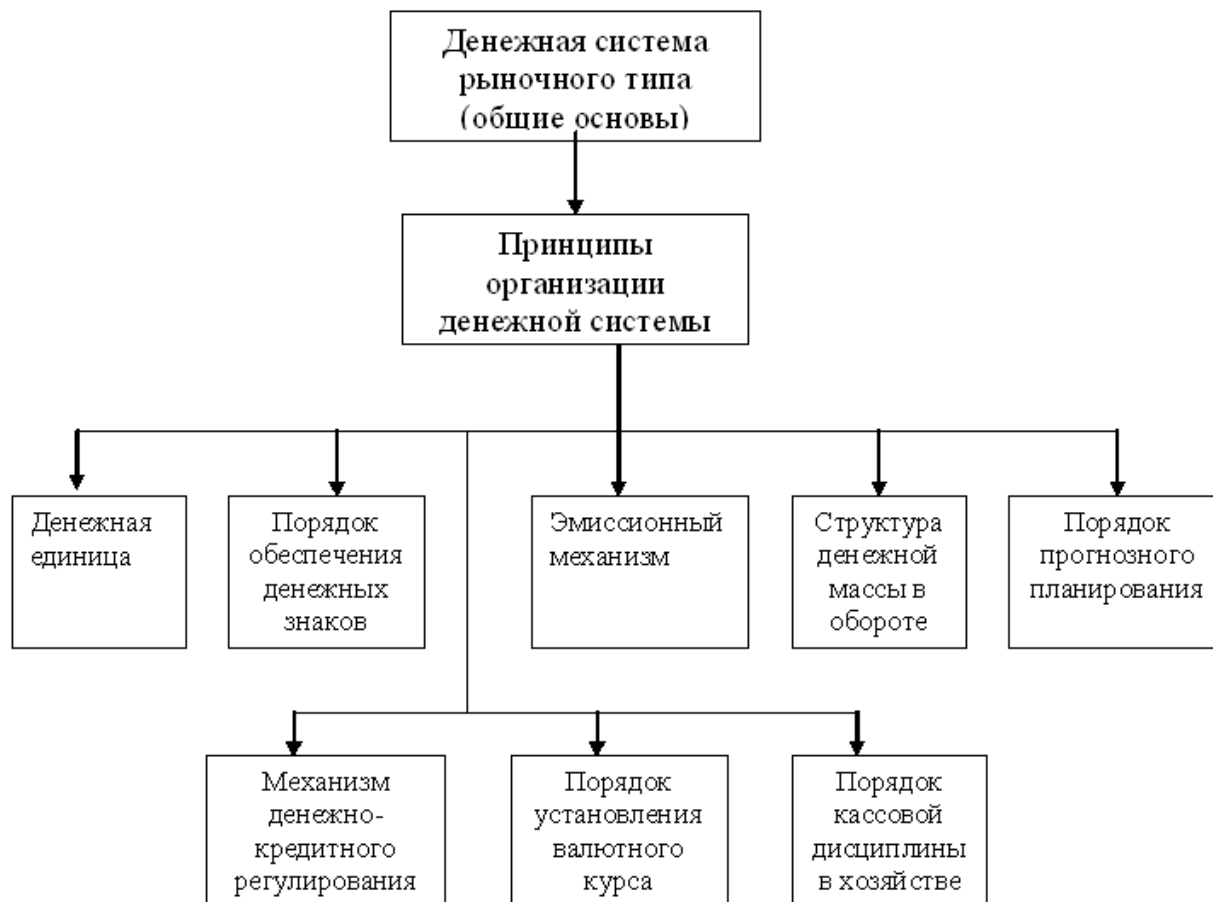 Денежная система
рыночного типа
(общие основы)
Принципы
организации
денежной системы
Денежная
единица
Порядок
обеспечения
денежных
знаков
Эмиссионный
механизм
Структура
денежной
массы в
обороте
Порядок
прогнозного
планирования
Механизм
денежно-
кредитного
регулирования
Порядок
установления
валютного
курса
Порядок
кассовой
дисциплины
в хозяйстве